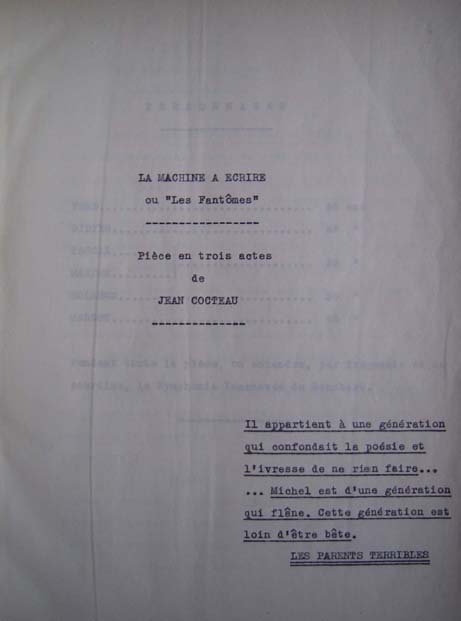 LA MACHINE A ECRIRE
ou "Les Fantômes"
Pièce en trois actes
de
JEAN COCTEAU
Il appartient à une génération
qui confondait la poésie et
l'ivresse de ne rien faire...
... Michel est d'une génération
qui flâne. Cette génération est
loin d'être bête.
LES PARENTS TERRIBLES